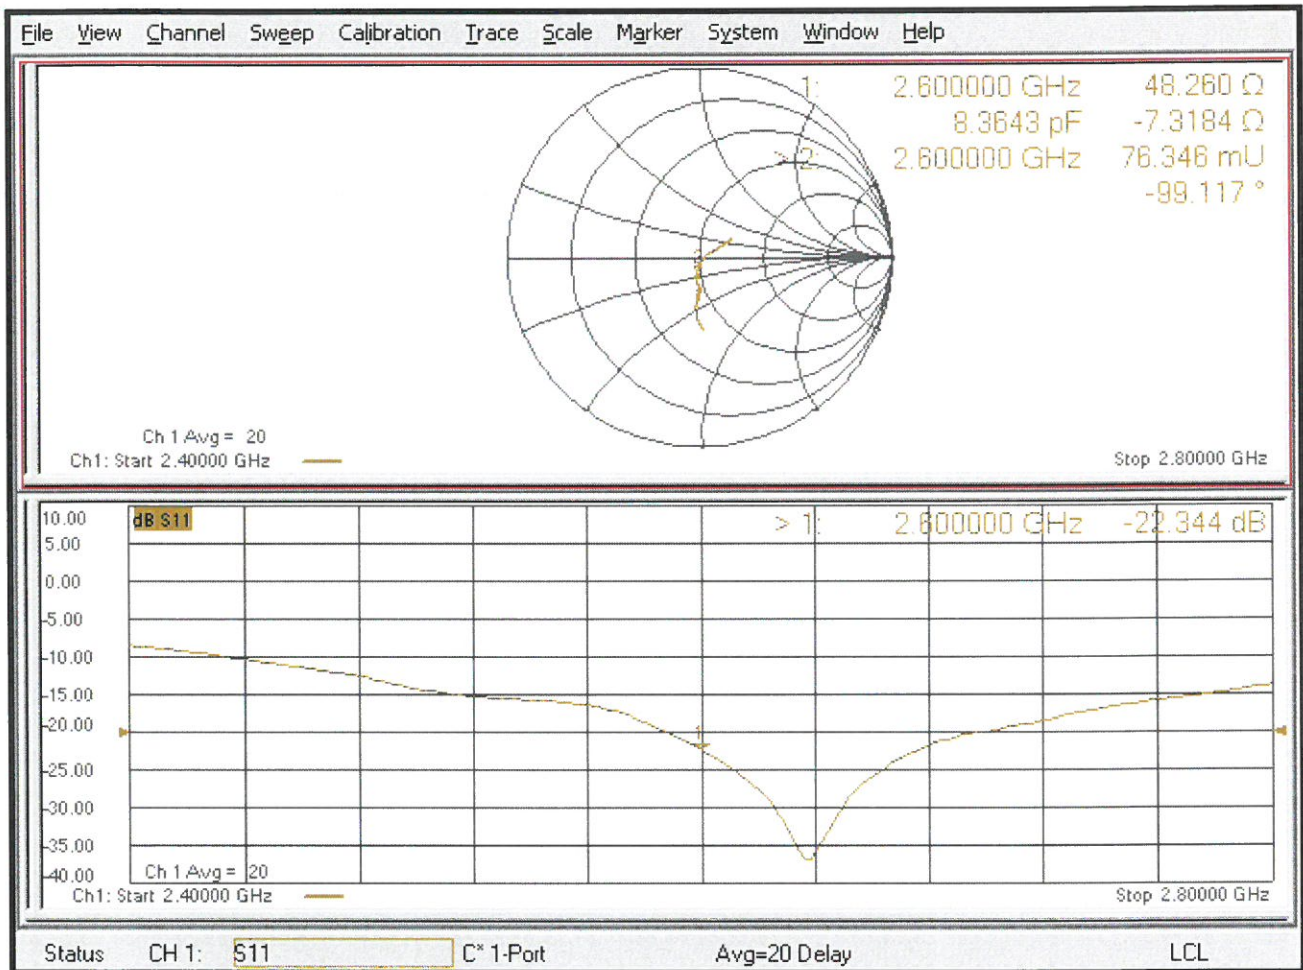 File View Channel Sweep Calibration Trace Scale Marker System Window Help
1: 2.600000 GHz 48.260 Ω
8.3643 pF -7.3184 Ω
> 2: 2.600000 GHz 76.346 mU
-99.117 °
Ch 1 Avg = 20
Ch1: Start 2.40000 GHz Stop 2.80000 GHz
10.00 dB S11 > 1: 2.600000 GHz -22.344 dB
5.00
0.00
-5.00
-10.00
-15.00
-20.00 1
-25.00
-30.00
-35.00
-40.00 Ch 1 Avg = 20
Ch1: Start 2.40000 GHz Stop 2.80000 GHz
Status CH 1: S11 C* 1-Port Avg=20 Delay LCL